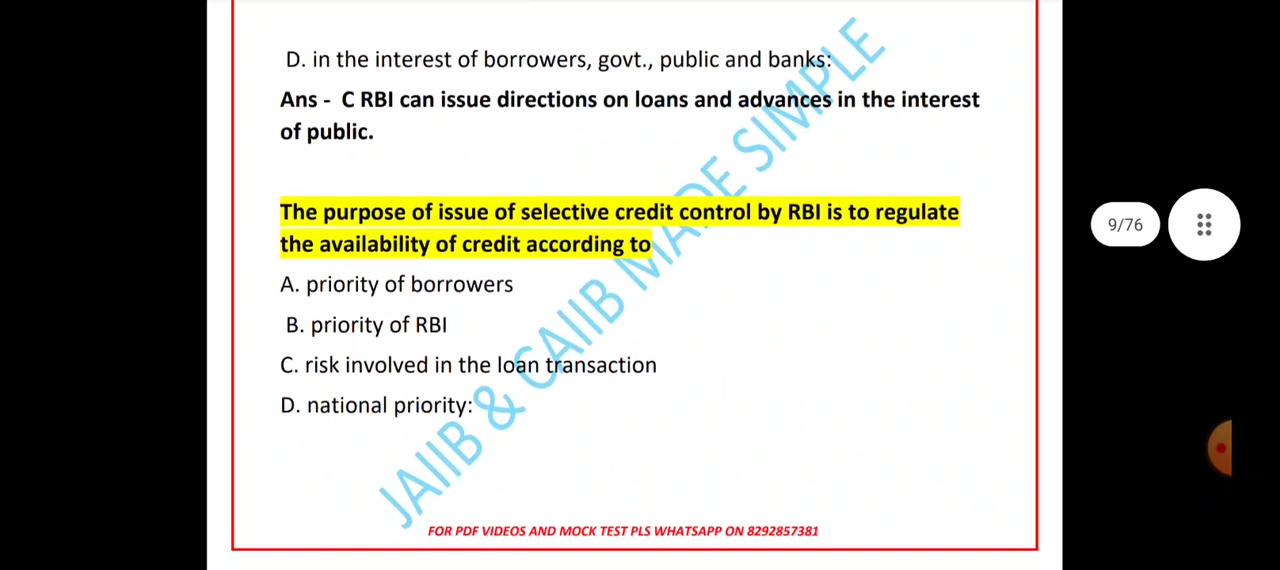 D. in the interest of borrowers, govt., public and banks:
Ans - C RBI can issue directions on loans and advances in the interest
of public.
The purpose of issue of selective credit control by RBI is to regulate
the availability of credit according to
A. priority of borrowers
B. priority of RBI
C. risk involved in the loan transaction
D. national priority:
JAIIB & CAIIB MADE SIMPLE
FOR PDF VIDEOS AND MOCK TEST PLS WHATSAPP ON 8292857381
9/76